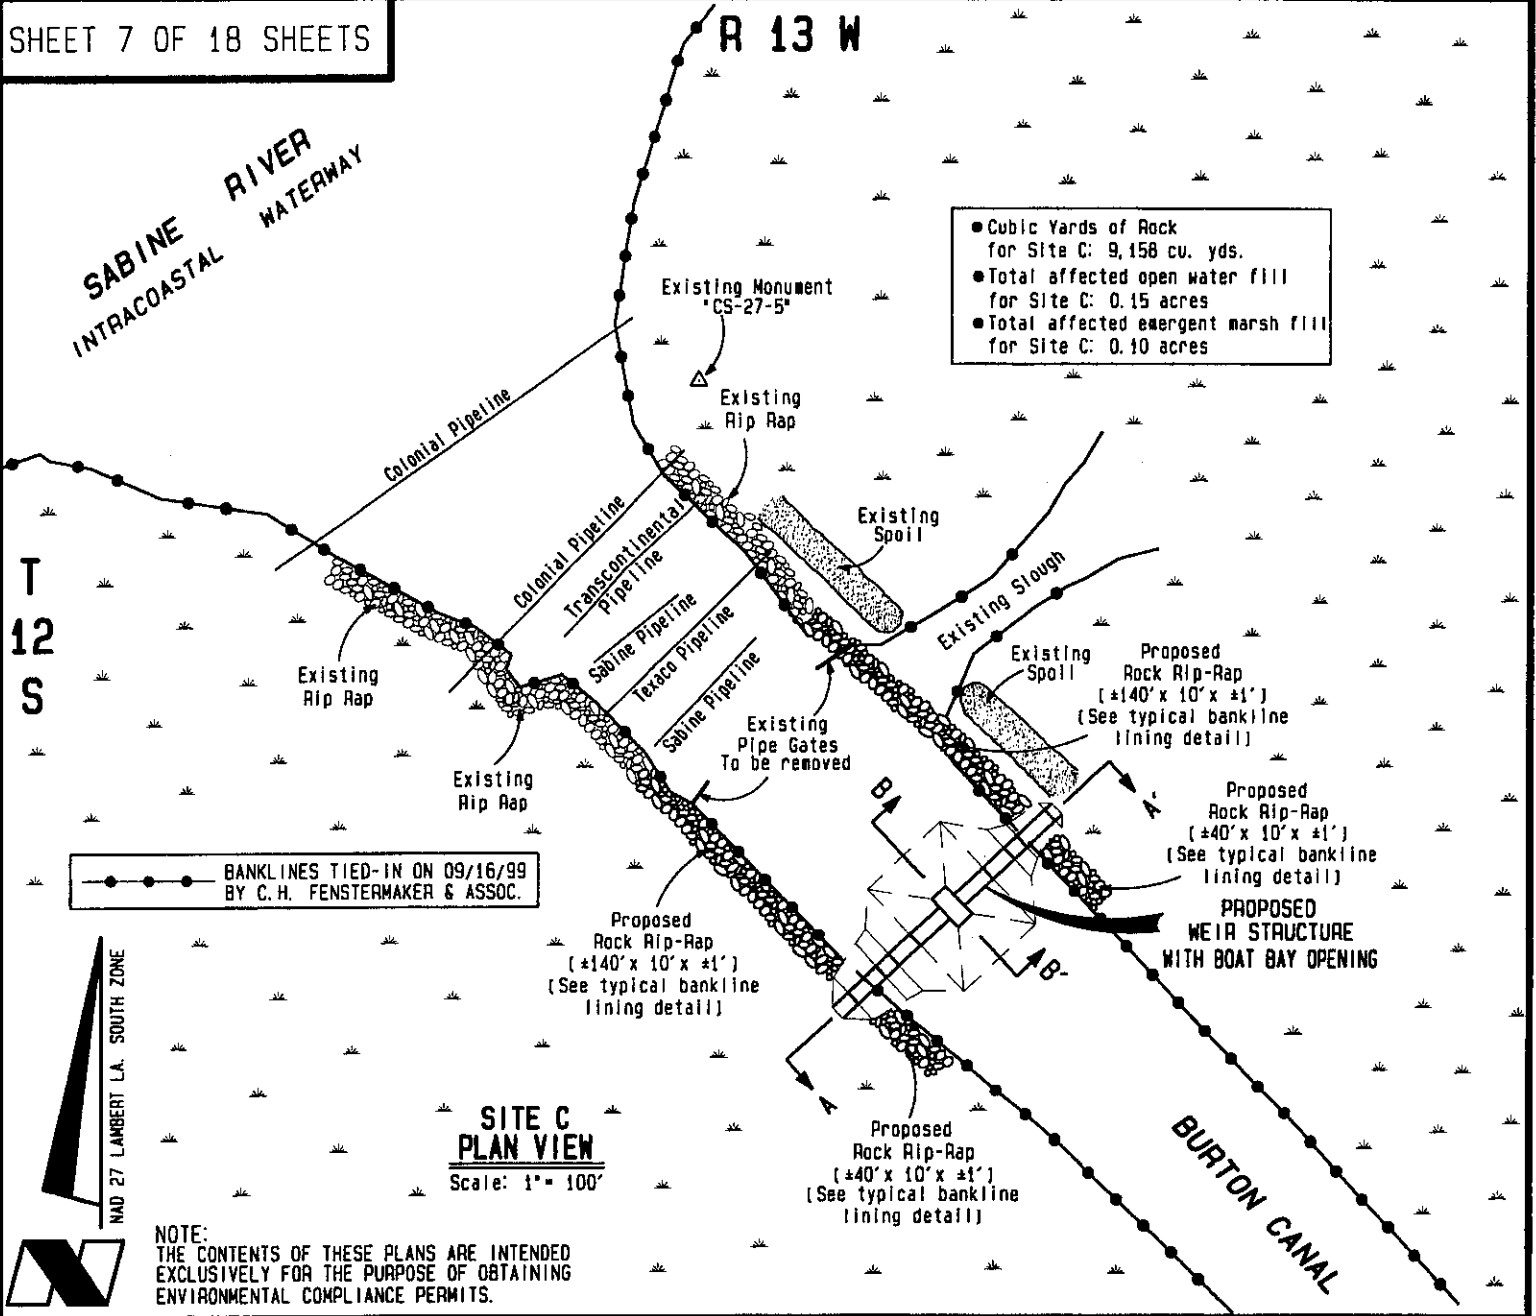 SHEET 7 OF 18 SHEETS
R 13 W
SABINE RIVER
INTRACOASTAL WATERWAY
Cubic Yards of Rock
for Site C: 9,158 cu. yds.
Total affected open water fill
for Site C: 0.15 acres
Total affected emergent marsh fill
for Site C: 0.10 acres
Existing Monument
"CS-27-5"
Existing
Rip Rap
Colonial Pipeline
Existing
Spoil
Colonial Pipeline
Transcontinental
Pipeline
Sabine Pipeline
Texaco Pipeline
Sabine Pipeline
Existing Slough
T
12
S
Existing
Rip Rap
Existing
Spoil
Proposed
Rock Rip-Rap
(±140' x 10' x ±1')
(See typical bankline
lining detail)
Existing
Pipe Gates
To be removed
Existing
Rip Rap
B
A'
Proposed
Rock Rip-Rap
(±40' x 10' x ±1')
(See typical bankline
lining detail)
BANKLINES TIED-IN ON 09/16/99
BY C.H. FENSTERMAKER & ASSOC.
PROPOSED
WEIR STRUCTURE
WITH BOAT BAY OPENING
Proposed
Rock Rip-Rap
(±140' x 10' x ±1')
(See typical bankline
lining detail)
B'
A
NAD 27 LAMBERT LA. SOUTH ZONE
SITE C
PLAN VIEW
Scale: 1" = 100'
Proposed
Rock Rip-Rap
(±40' x 10' x ±1')
(See typical bankline
lining detail)
BURTON CANAL
NOTE:
THE CONTENTS OF THESE PLANS ARE INTENDED
EXCLUSIVELY FOR THE PURPOSE OF OBTAINING
ENVIRONMENTAL COMPLIANCE PERMITS.